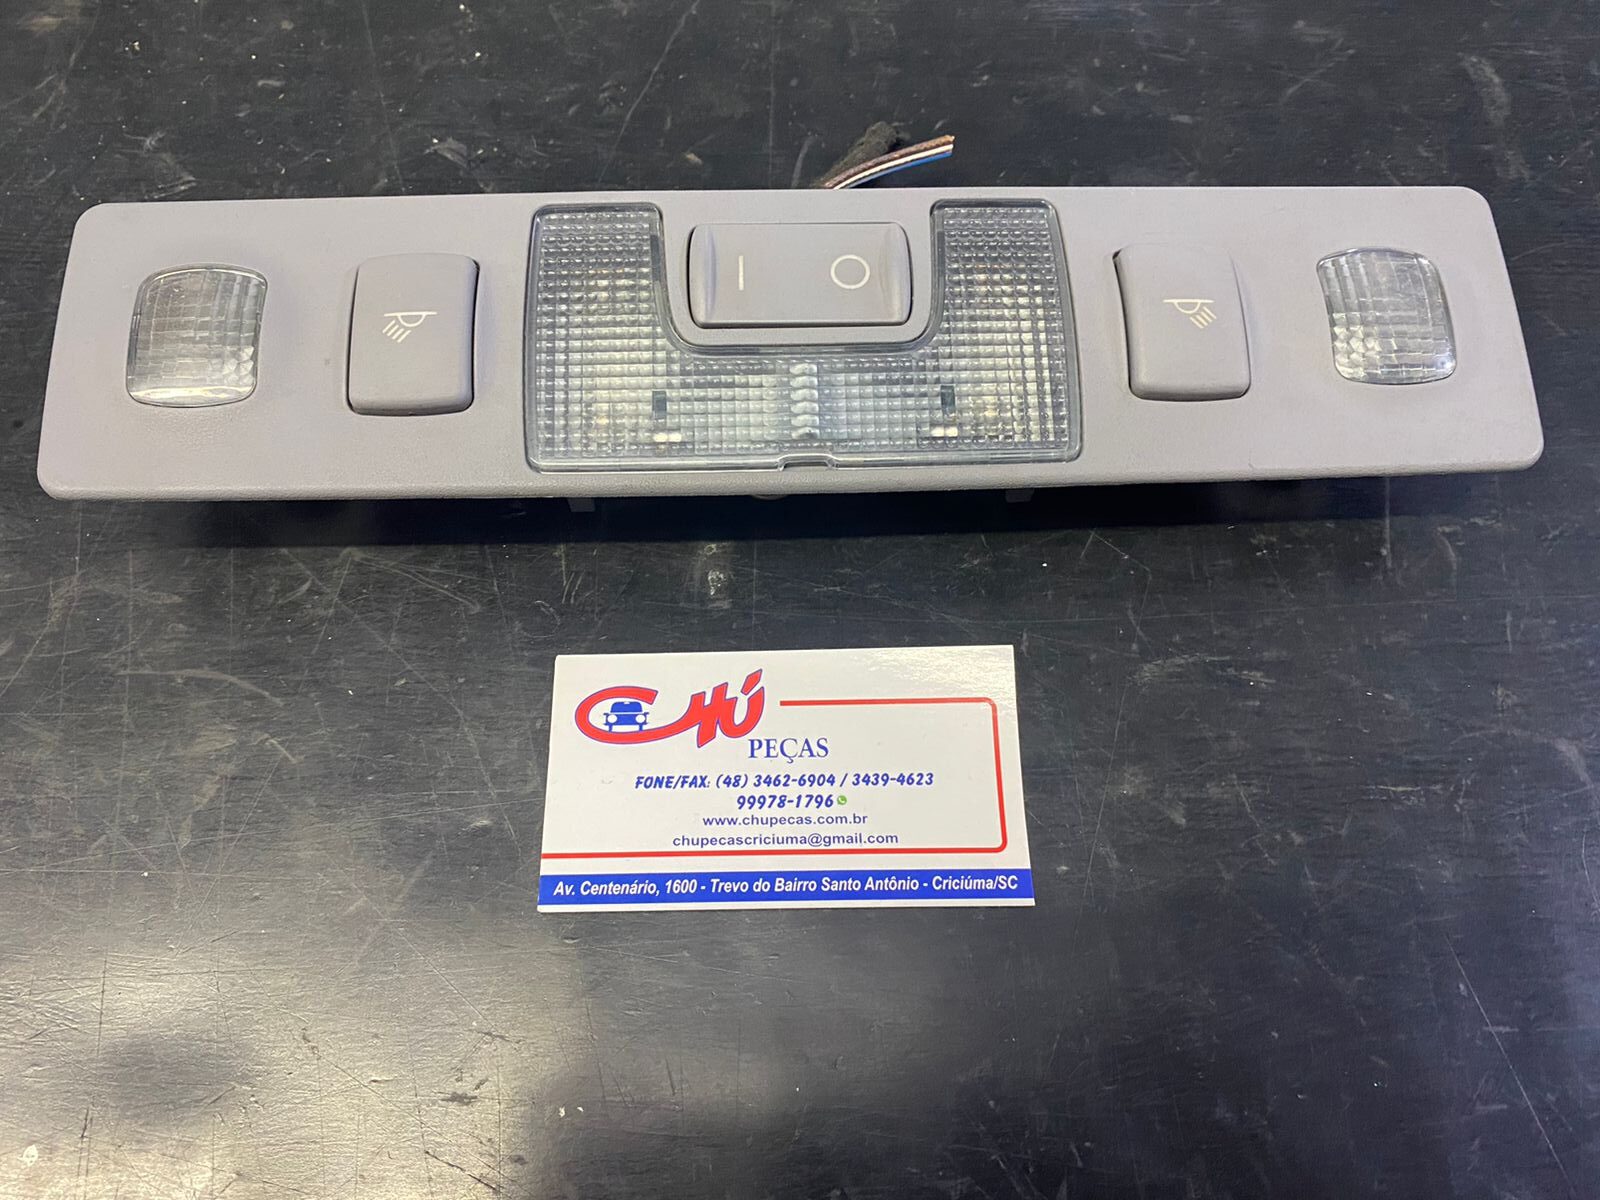 I O
CHÚ
PEÇAS
FONE/FAX: (48) 3462-6904 / 3439-4623
99978-1796
www.chupecas.com.br
chupecascriciuma@gmail.com
Av. Centenário, 1600 - Trevo do Bairro Santo Antônio - Criciúma/SC